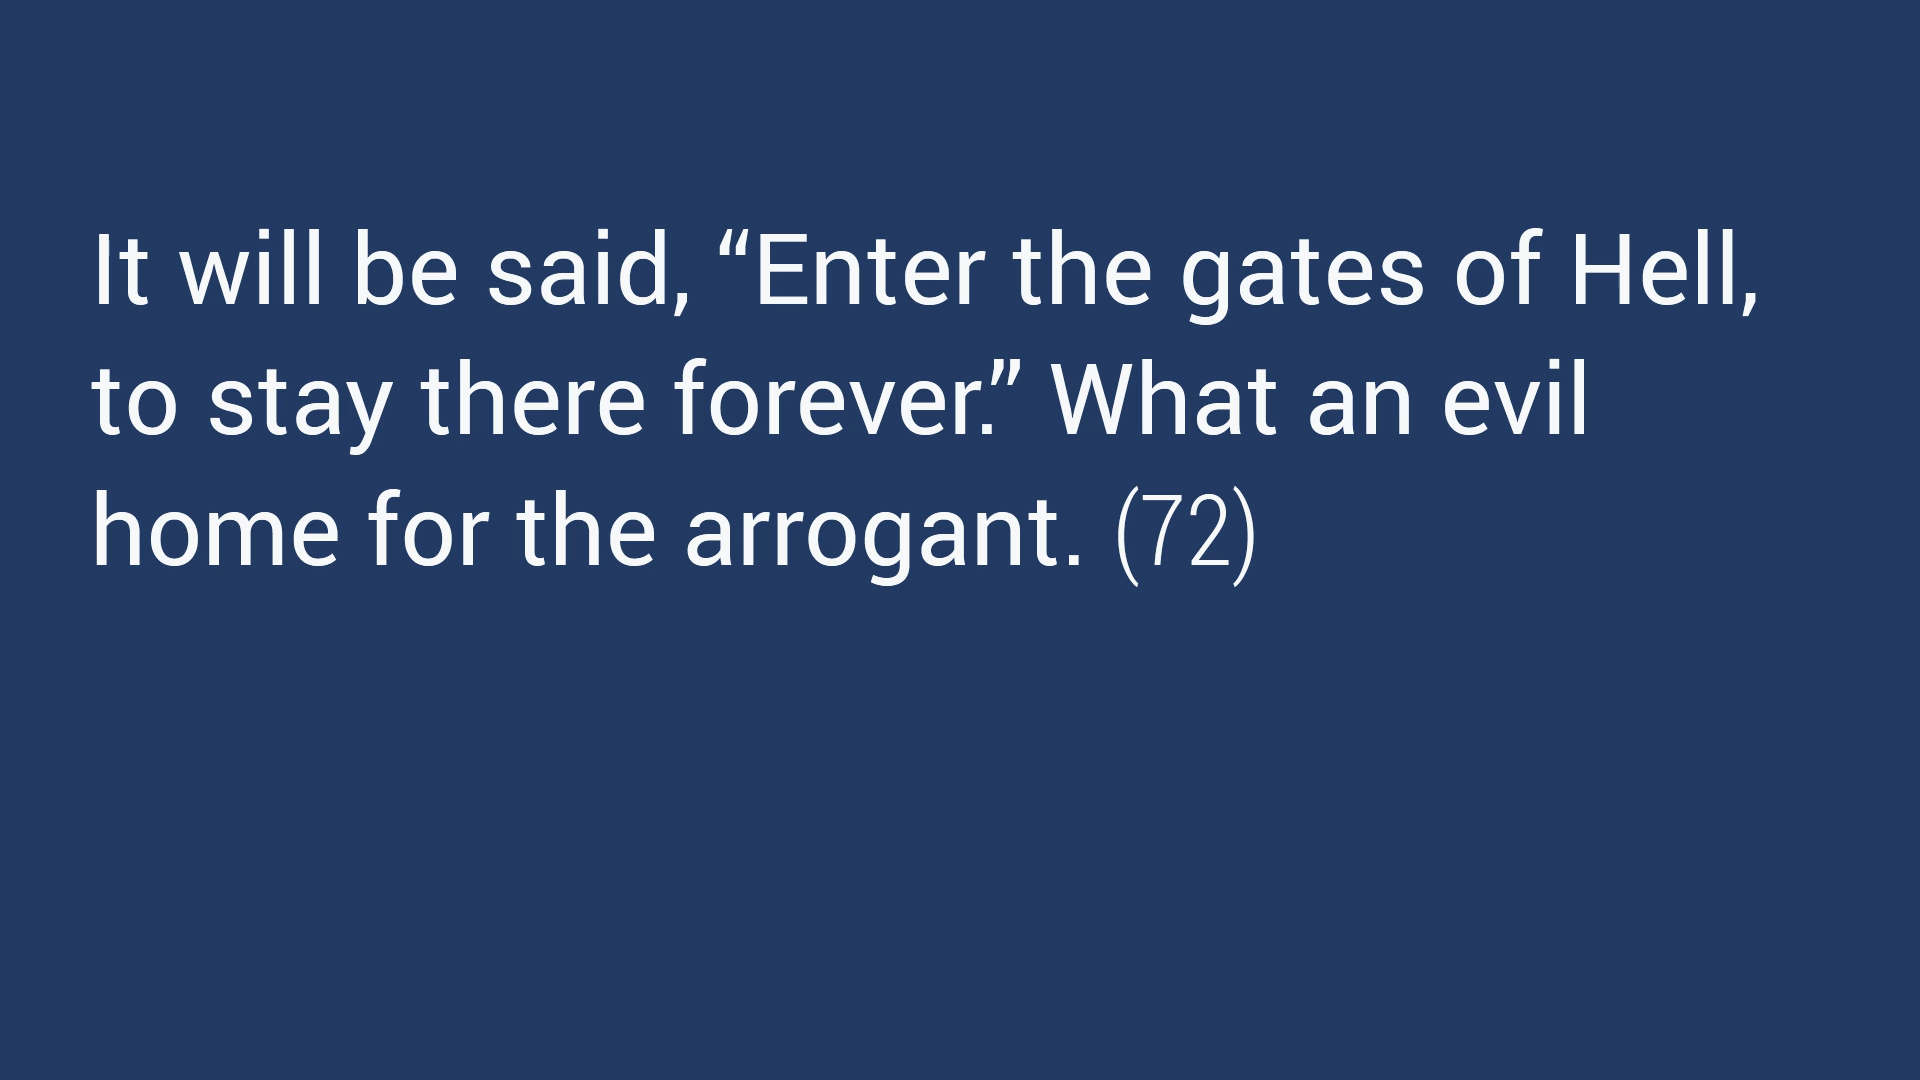 It will be said, “Enter the gates of Hell,
to stay there forever.” What an evil
home for the arrogant. (72)